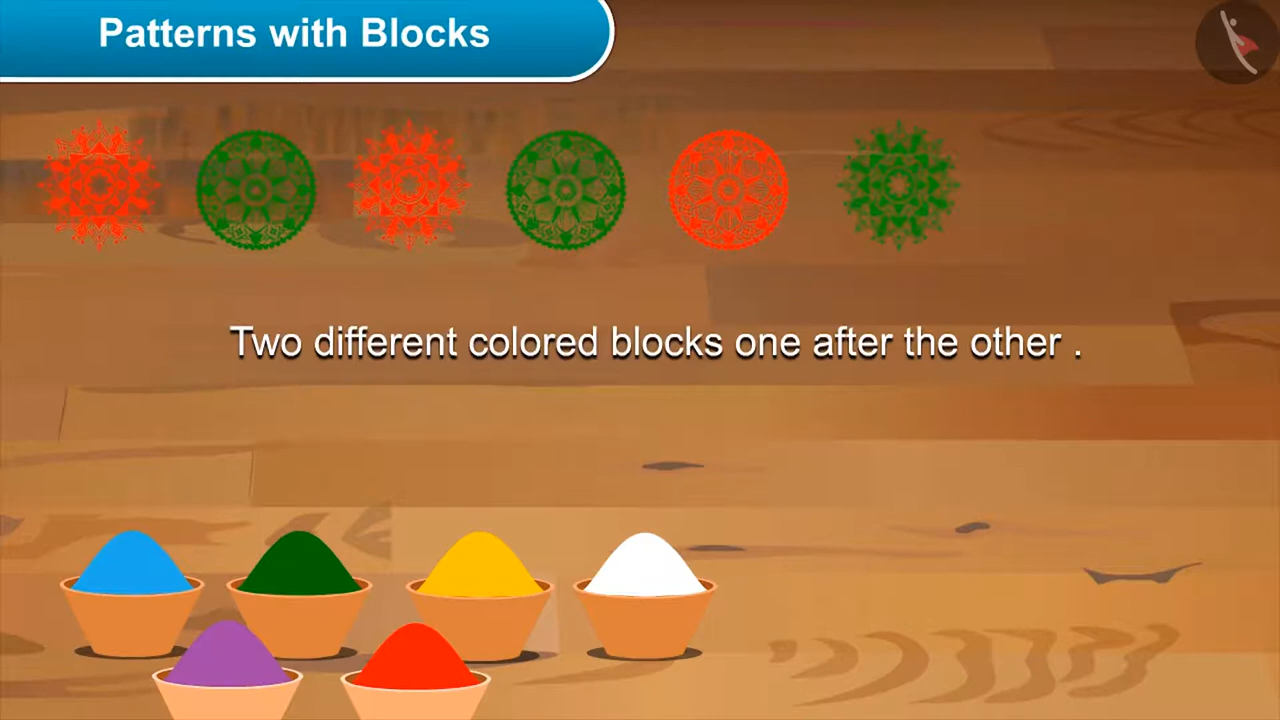 Patterns with Blocks
Two different colored blocks one after the other .